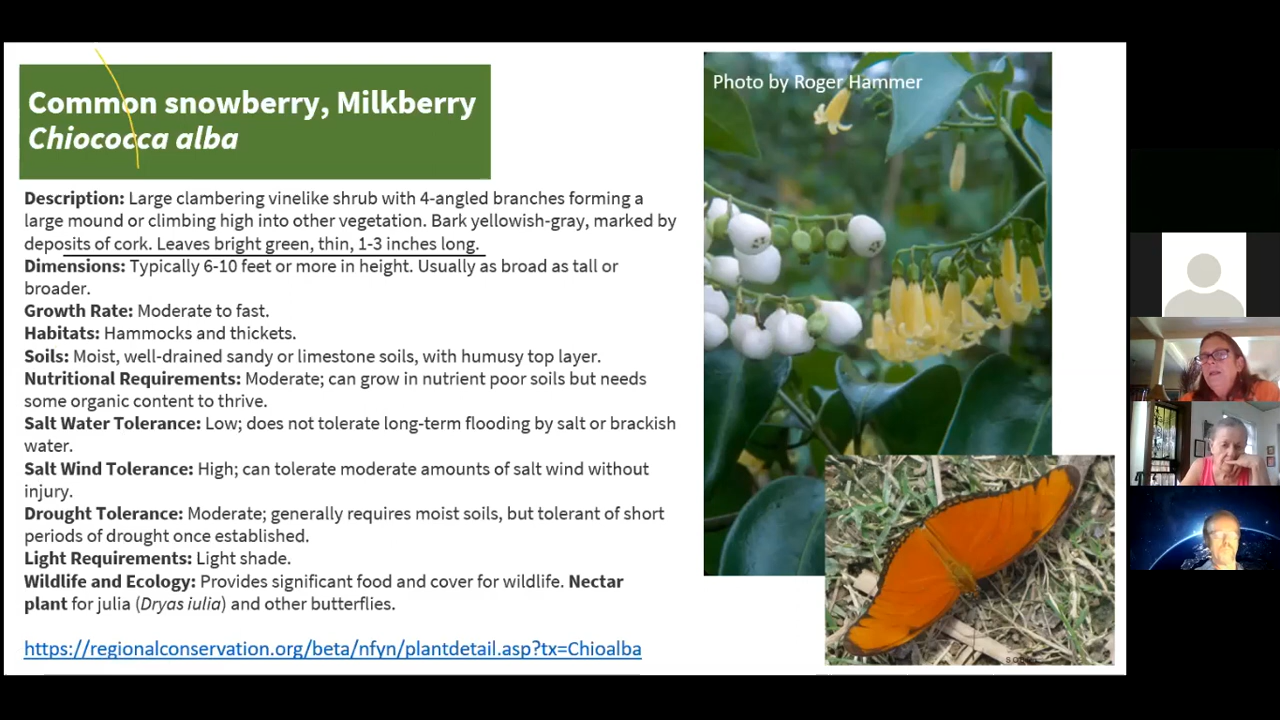 Common snowberry, Milkberry
Chiococca alba
Photo by Roger Hammer
Description: Large clambering vinelike shrub with 4-angled branches forming a
large mound or climbing high into other vegetation. Bark yellowish-gray, marked by
deposits of cork. Leaves bright green, thin, 1-3 inches long.
Dimensions: Typically 6-10 feet or more in height. Usually as broad as tall or
broader.
Growth Rate: Moderate to fast.
Habitats: Hammocks and thickets.
Soils: Moist, well-drained sandy or limestone soils, with humusy top layer.
Nutritional Requirements: Moderate; can grow in nutrient poor soils but needs
some organic content to thrive.
Salt Water Tolerance: Low; does not tolerate long-term flooding by salt or brackish
water.
Salt Wind Tolerance: High; can tolerate moderate amounts of salt wind without
injury.
Drought Tolerance: Moderate; generally requires moist soils, but tolerant of short
periods of drought once established.
Light Requirements: Light shade.
Wildlife and Ecology: Provides significant food and cover for wildlife. Nectar
plant for julia (Dryas iulia) and other butterflies.
https://regionalconservation.org/beta/nfyn/plantdetail.asp?tx=Chioalba